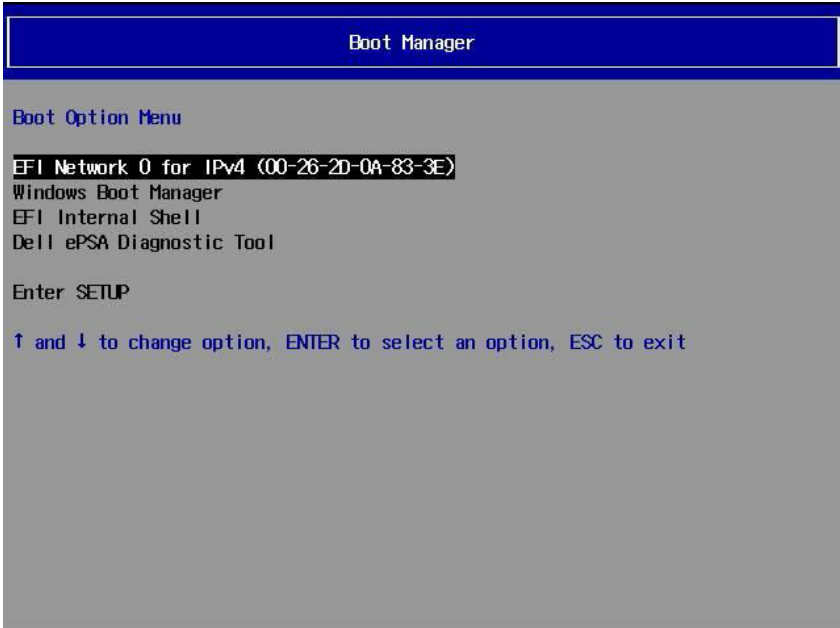 Boot Manager
Boot Option Menu
EFI Network 0 for IPv4 (00-26-2D-0A-83-3E)
Windows Boot Manager
EFI Internal Shell
Dell ePSA Diagnostic Tool
Enter SETUP
↑ and ↓ to change option, ENTER to select an option, ESC to exit